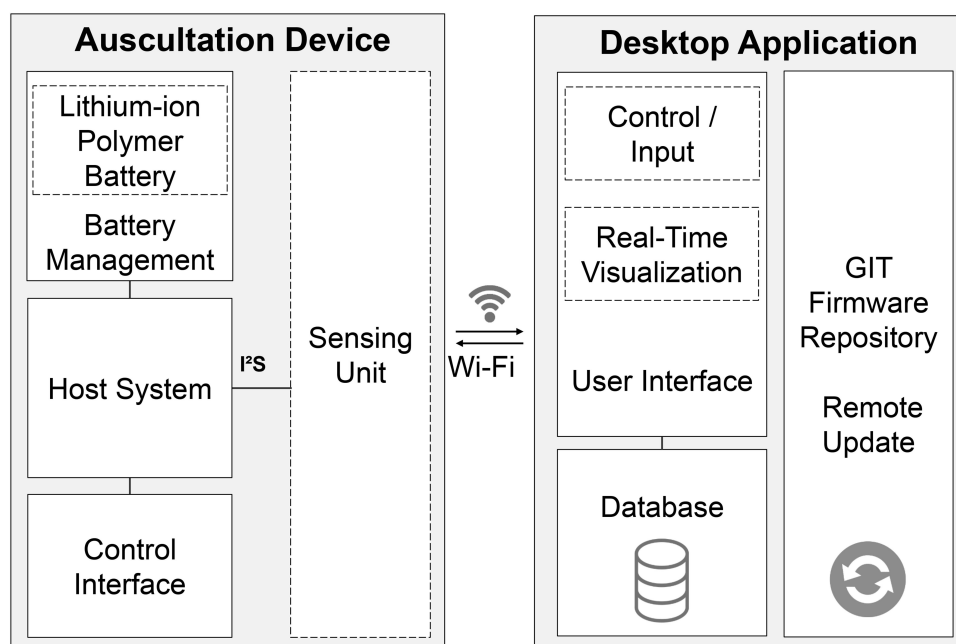 Auscultation Device
Lithium-ion
Polymer
Battery
Battery
Management
Host System
I²S
Control
Interface
Sensing
Unit
Wi-Fi
Desktop Application
Control /
Input
Real-Time
Visualization
User Interface
Database
GIT
Firmware
Repository
Remote
Update